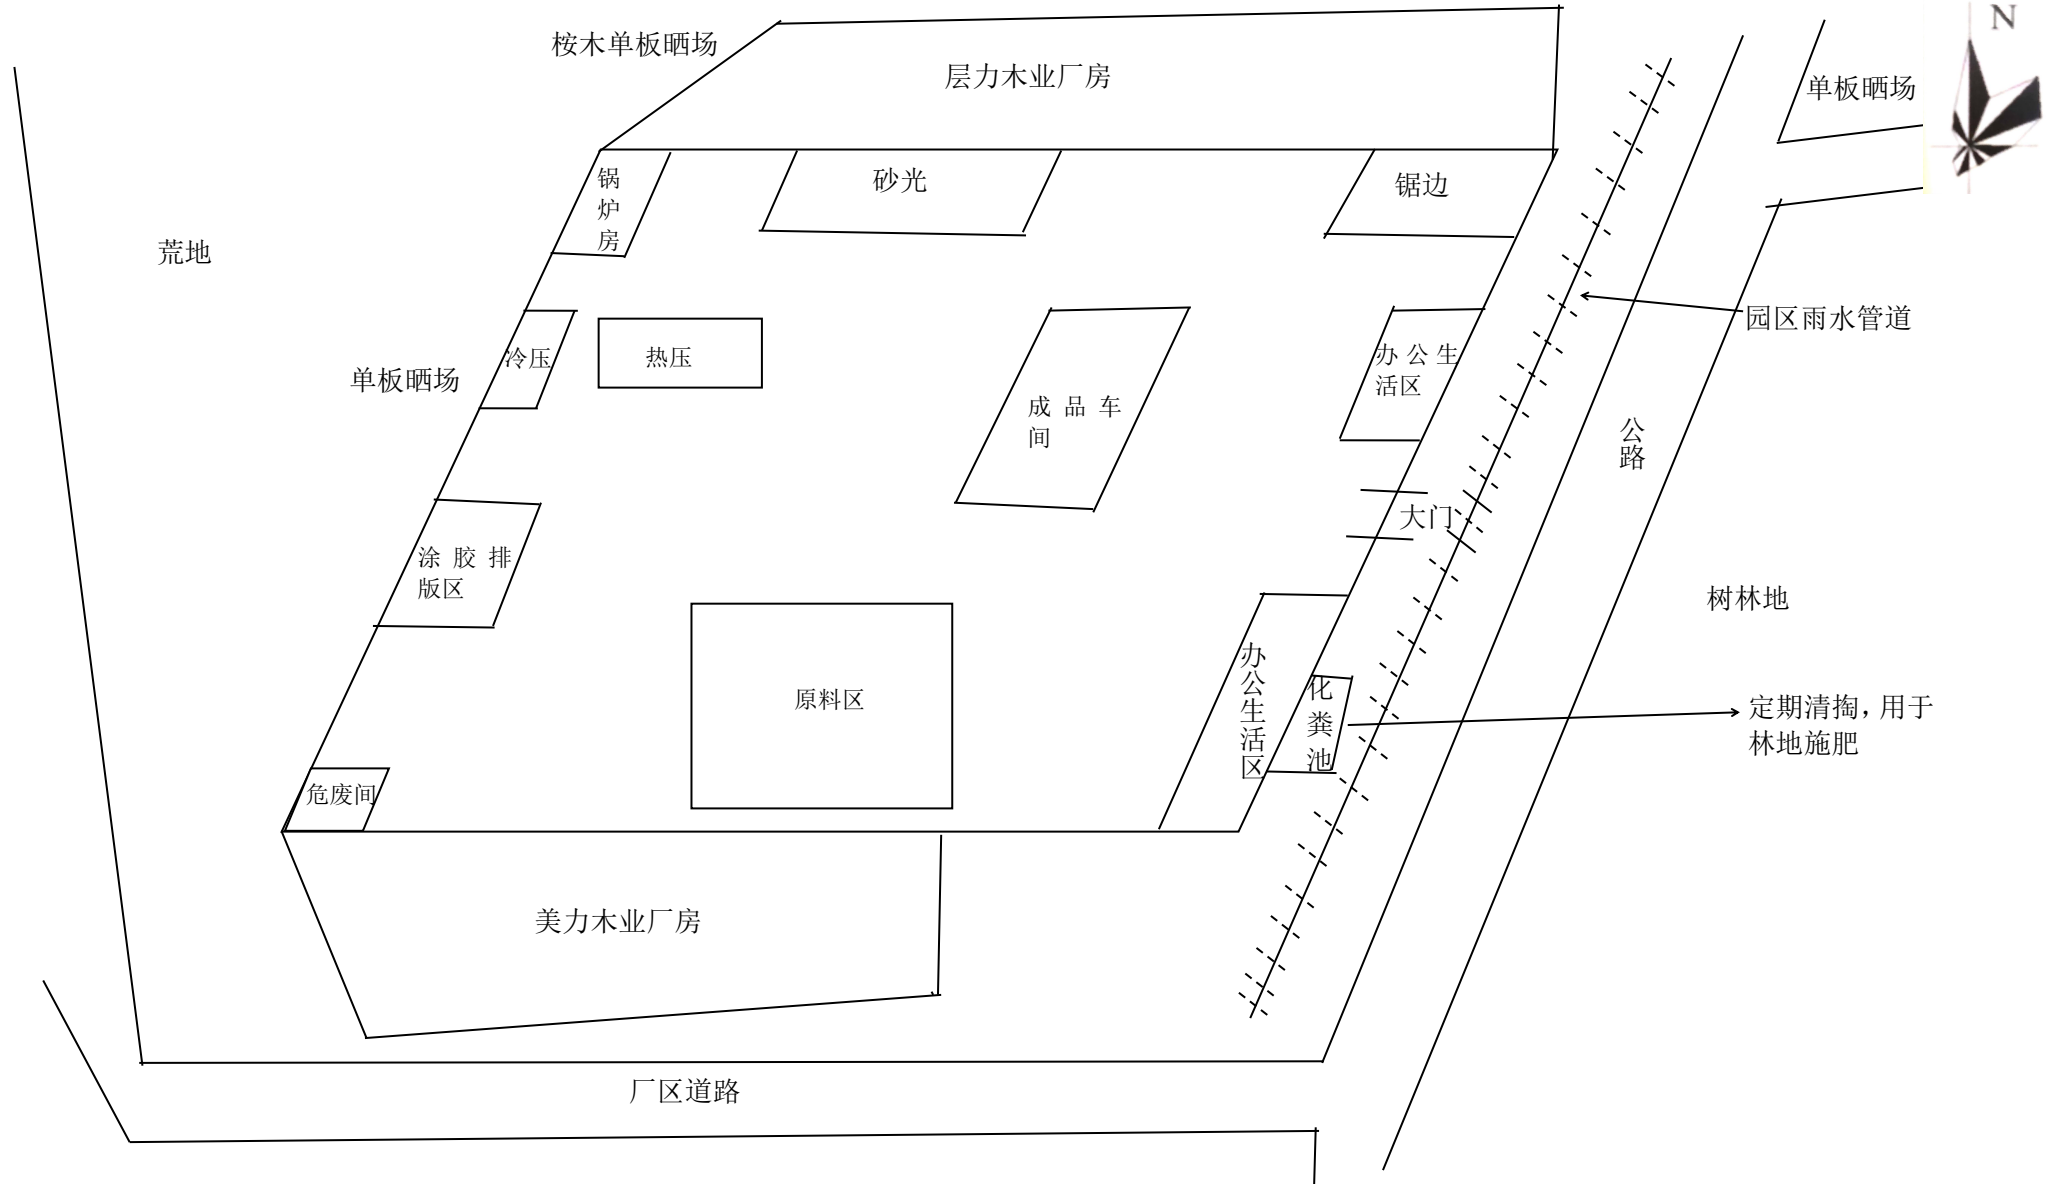 N
桉木单板晒场
层力木业厂房
单板晒场
锅
炉
房
砂光
锯边
荒地
园区雨水管道
冷压
热压
单板晒场
办公生
活区
成品车
间
公
路
大门
涂胶排
版区
树林地
办
公
生
活
区
化
粪
池
原料区
定期清掏，用于
林地施肥
危废间
美力木业厂房
厂区道路